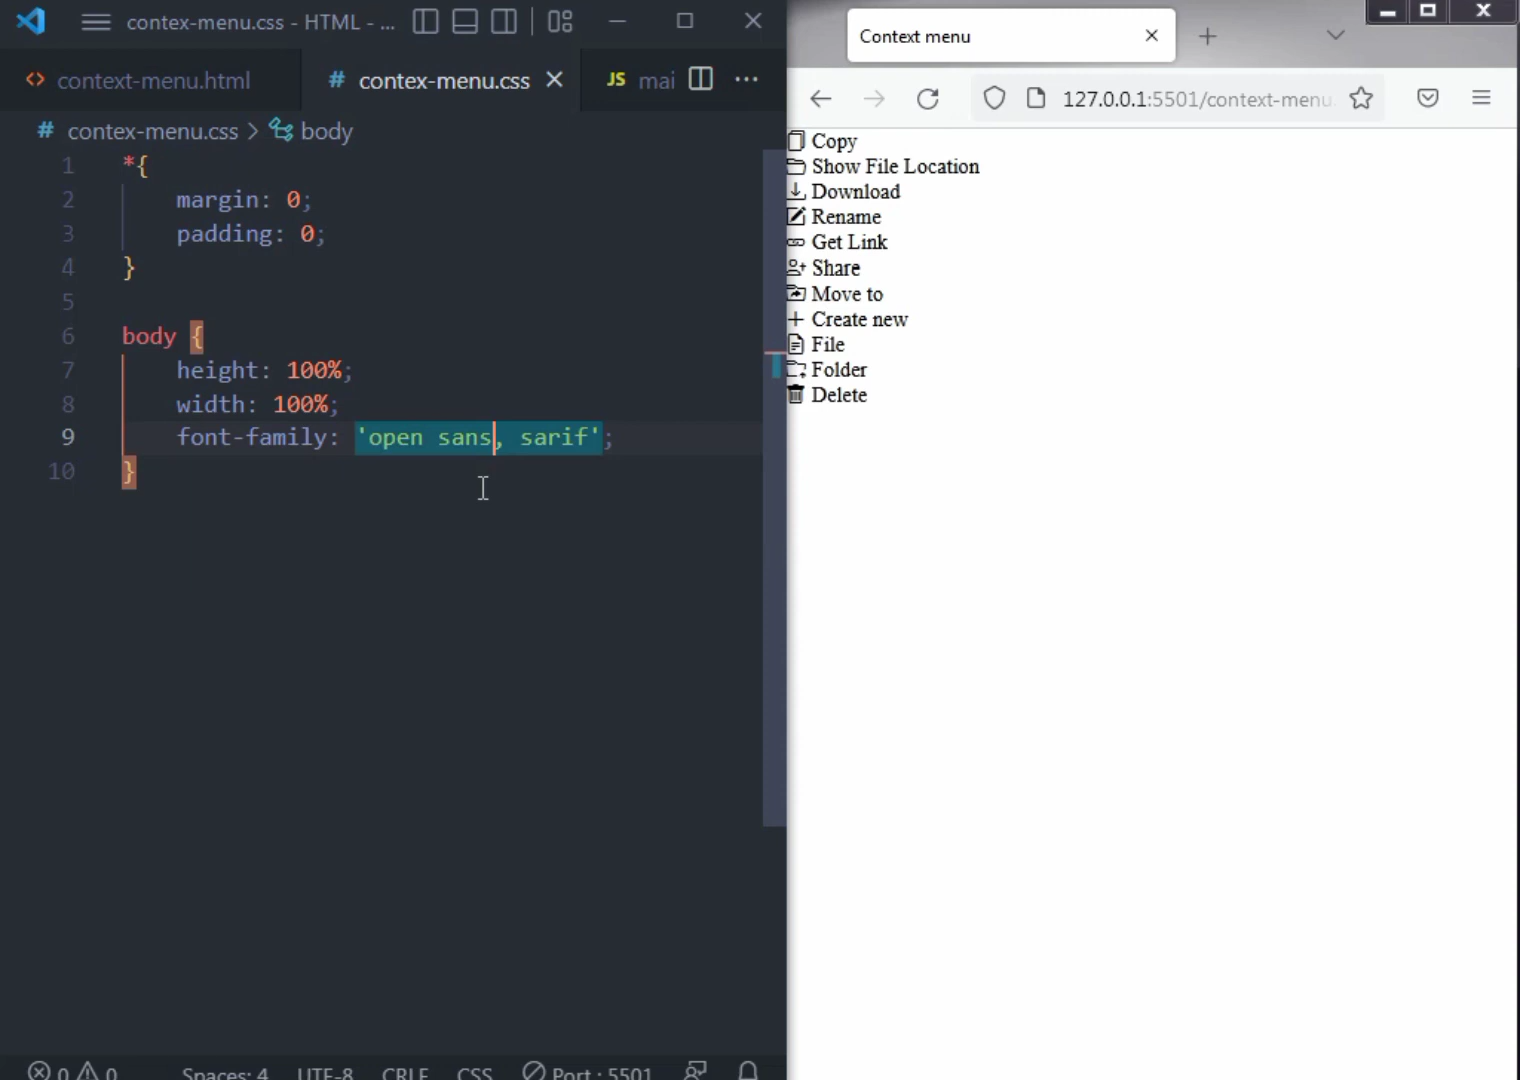 contex-menu.css - HTML - ...
context-menu.html
# contex-menu.css
JS mai
# contex-menu.css > body
1 *{
2 margin: 0;
3 padding: 0;
4 }
5
6 body {
7 height: 100%;
8 width: 100%;
9 font-family: 'open sans, sarif';
10 }
0 0 Spaces: 4 UTF-8 CRLF CSS Port : 5501
Context menu
127.0.0.1:5501/context-menu.
Copy
Show File Location
Download
Rename
Get Link
Share
Move to
Create new
File
Folder
Delete